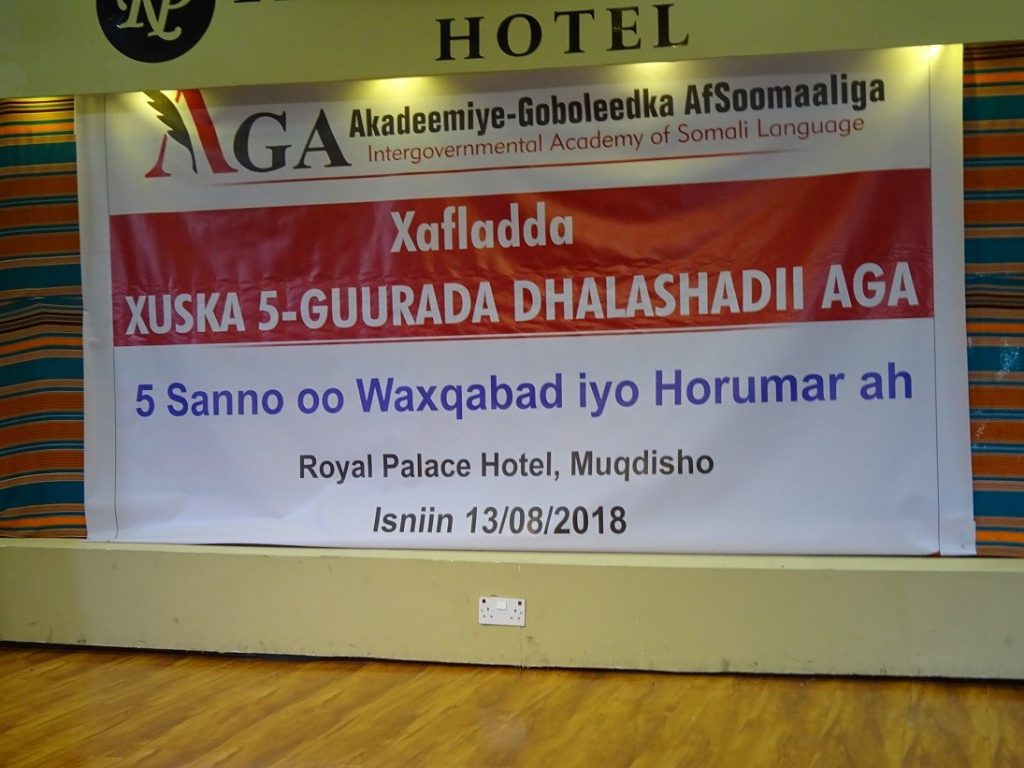 HOTEL
AGA Akadeemiye-Goboleedka AfSoomaaliga
Intergovernmental Academy of Somali Language
Xafladda
XUSKA 5-GUURADA DHALASHADII AGA
5 Sanno oo Waxqabad iyo Horumar ah
Royal Palace Hotel, Muqdisho
Isniin 13/08/2018